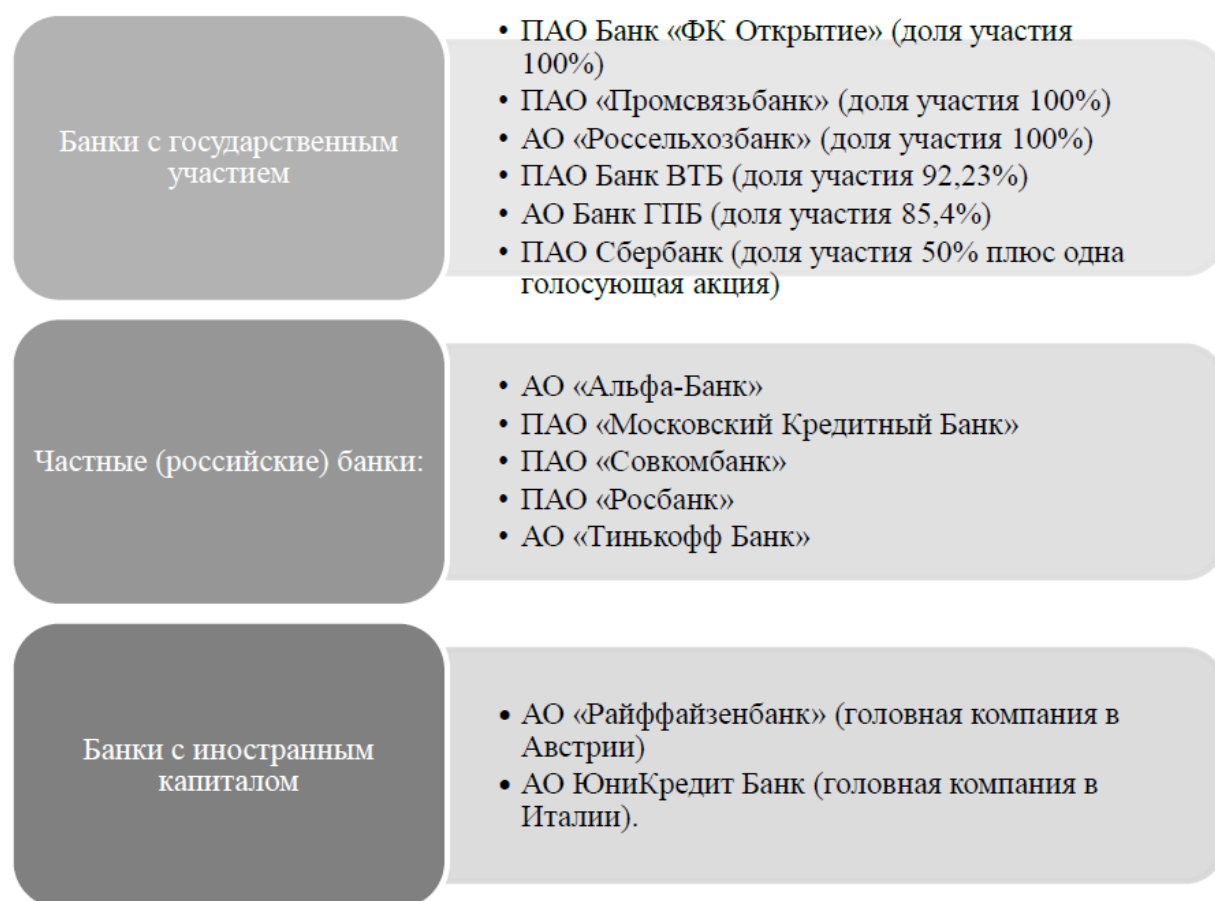 Банки с государственным
участием
• ПАО Банк «ФК Открытие» (доля участия
100%)
• ПАО «Промсвязьбанк» (доля участия 100%)
• АО «Россельхозбанк» (доля участия 100%)
• ПАО Банк ВТБ (доля участия 92,23%)
• АО Банк ГПБ (доля участия 85,4%)
• ПАО Сбербанк (доля участия 50% плюс одна
голосующая акция)
Частные (российские) банки:
• АО «Альфа-Банк»
• ПАО «Московский Кредитный Банк»
• ПАО «Совкомбанк»
• ПАО «Росбанк»
• АО «Тинькофф Банк»
Банки с иностранным
капиталом
• АО «Райффайзенбанк» (головная компания в
Австрии)
• АО ЮниКредит Банк (головная компания в
Италии).